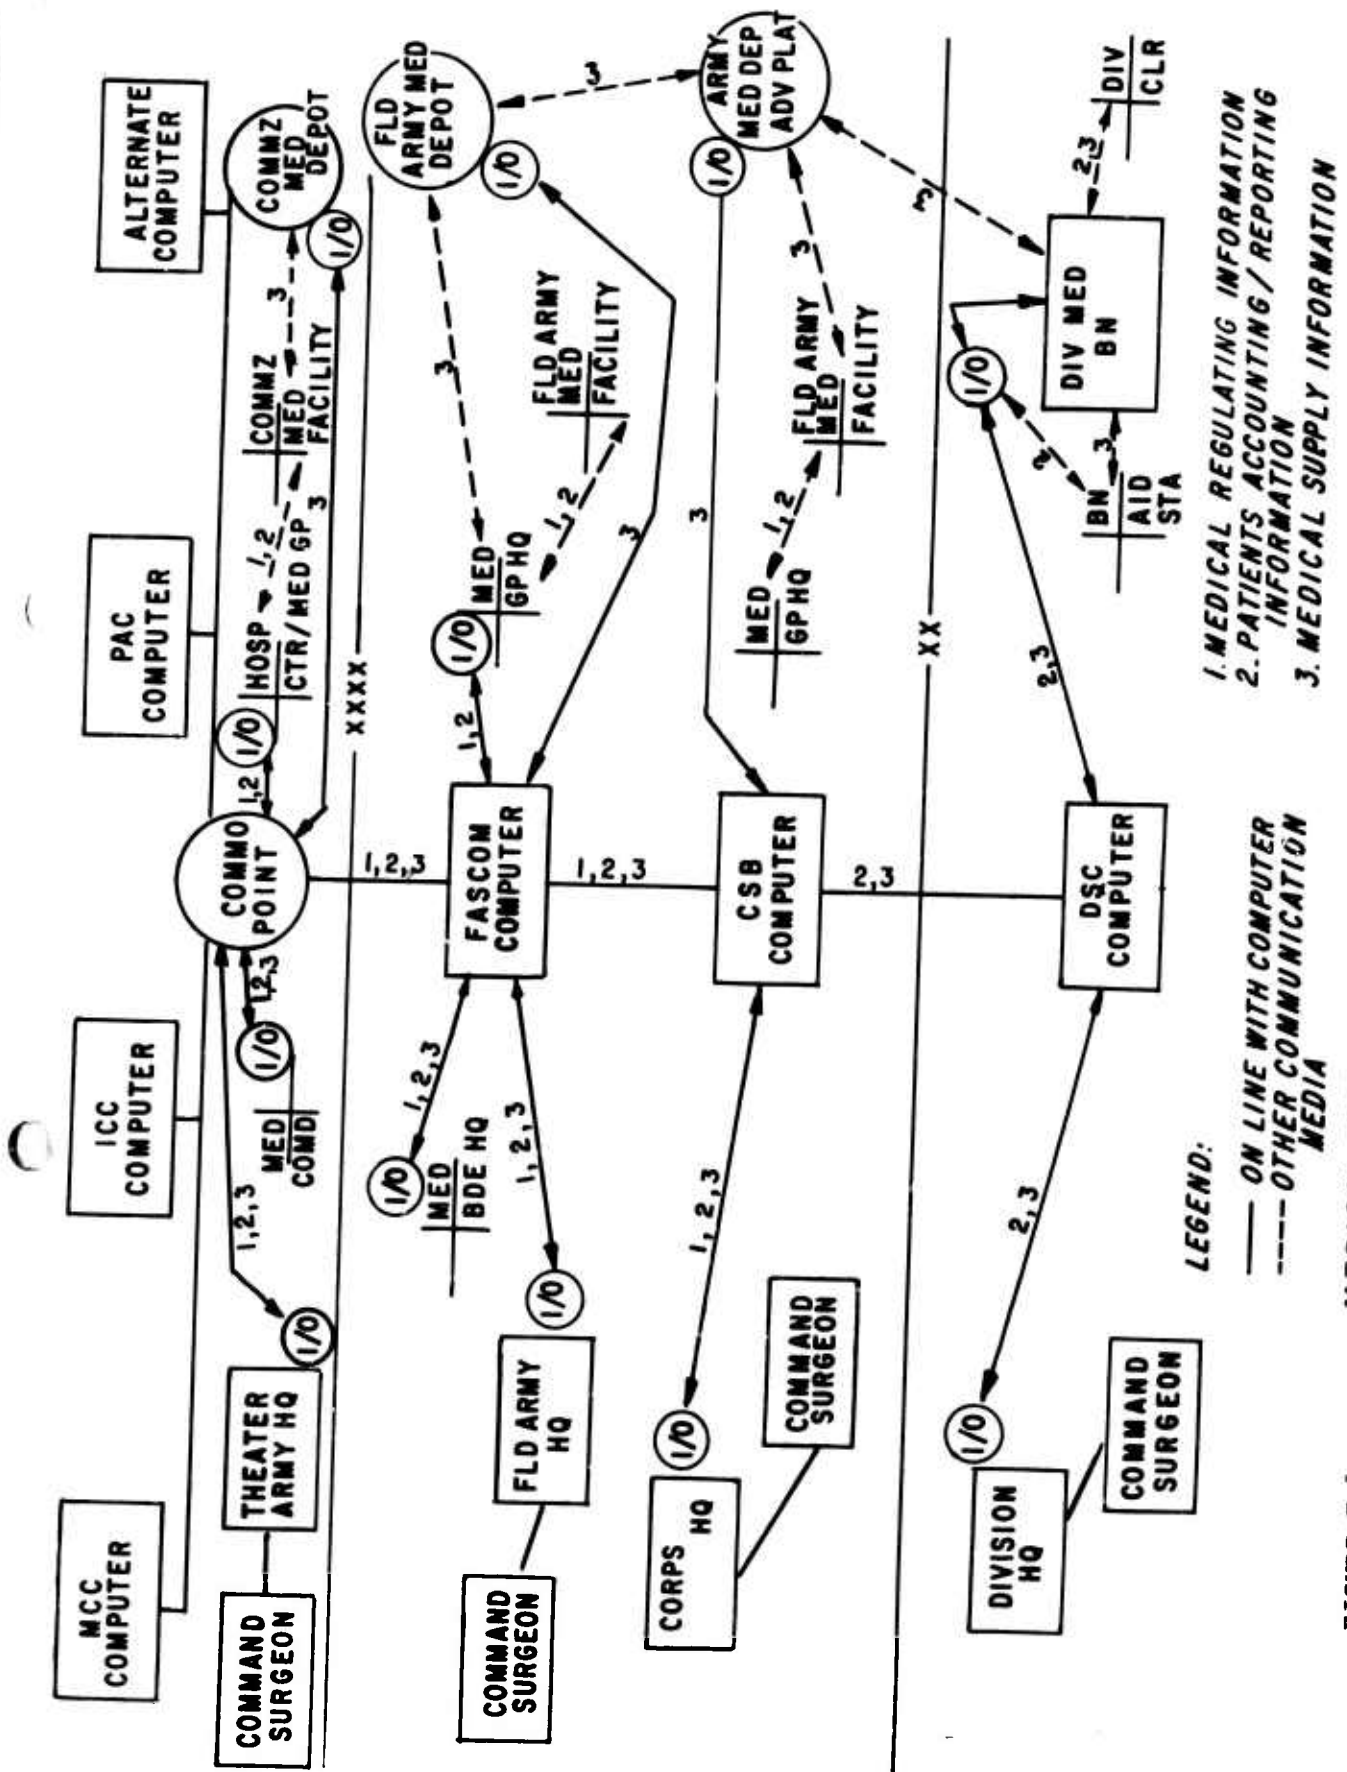 MCC
COMPUTER
ICC
COMPUTER
PAC
COMPUTER
ALTERNATE
COMPUTER
COMMAND
SURGEON
THEATER
ARMY HQ
I/O
1,2,3
MED
COMD
I/O
1,2,3
COMMO
POINT
1,2
I/O
HOSP
CTR/MED GP
1,2
3
COMMZ
MED
FACILITY
3
COMMZ
MED
DEPOT
I/O
XXXX
1,2,3
COMMAND
SURGEON
FLD ARMY
HQ
I/O
1,2,3
I/O
MED
BDE HQ
1,2,3
FASCOM
COMPUTER
1,2
I/O
MED
GP HQ
1,2
FLD ARMY
MED
FACILITY
3
3
FLD
ARMY MED
DEPOT
I/O
3
1,2,3
CORPS
HQ
COMMAND
SURGEON
I/O
1,2,3
CSB
COMPUTER
3
MED
GP HQ
1,2
FLD ARMY
MED
FACILITY
3
I/O
ARMY
MED DEP
ADV PLAT
3
XX
2,3
DIVISION
HQ
COMMAND
SURGEON
I/O
2,3
DSC
COMPUTER
2,3
I/O
BN
AID
STA
2
3
DIV MED
BN
2,3
DIV
CLR
LEGEND:
ON LINE WITH COMPUTER
OTHER COMMUNICATION
MEDIA
1. MEDICAL REGULATING INFORMATION
2. PATIENTS ACCOUNTING / REPORTING
INFORMATION
3. MEDICAL SUPPLY INFORMATION